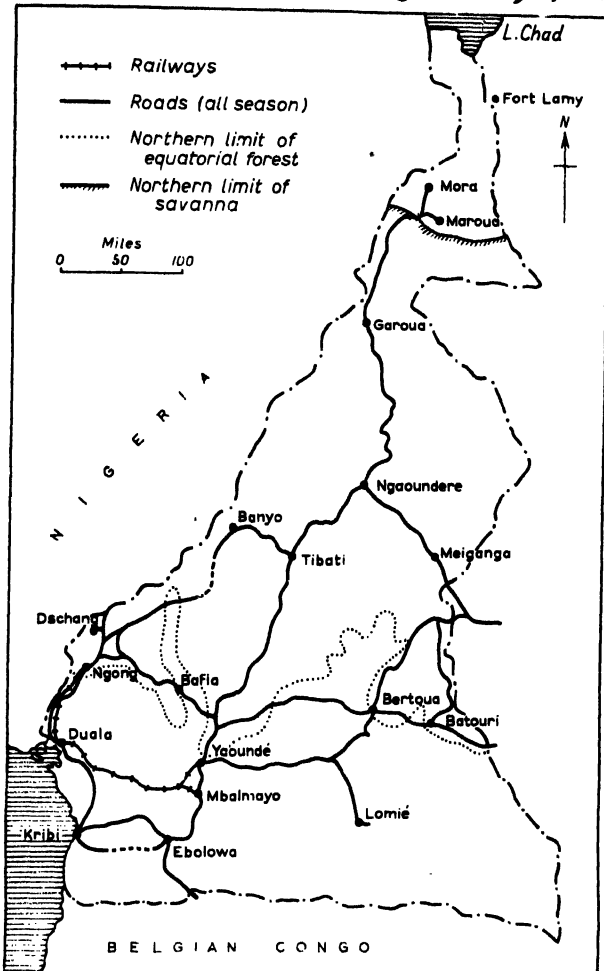 L. Chad
Railways
Roads (all season)
Northern limit of
equatorial forest
Northern limit of
savanna
Miles
0 50 100
Fort Lamy
N
Mora
Maroua
Garoua
NIGERIA
Ngaoundere
Banyo
Tibati
Meiganga
Dschang
Ngong
Bafia
Bertoua
Batouri
Duala
Yaoundé
Mbalmayo
Lomié
Kribi
Ebolowa
BELGIAN CONGO